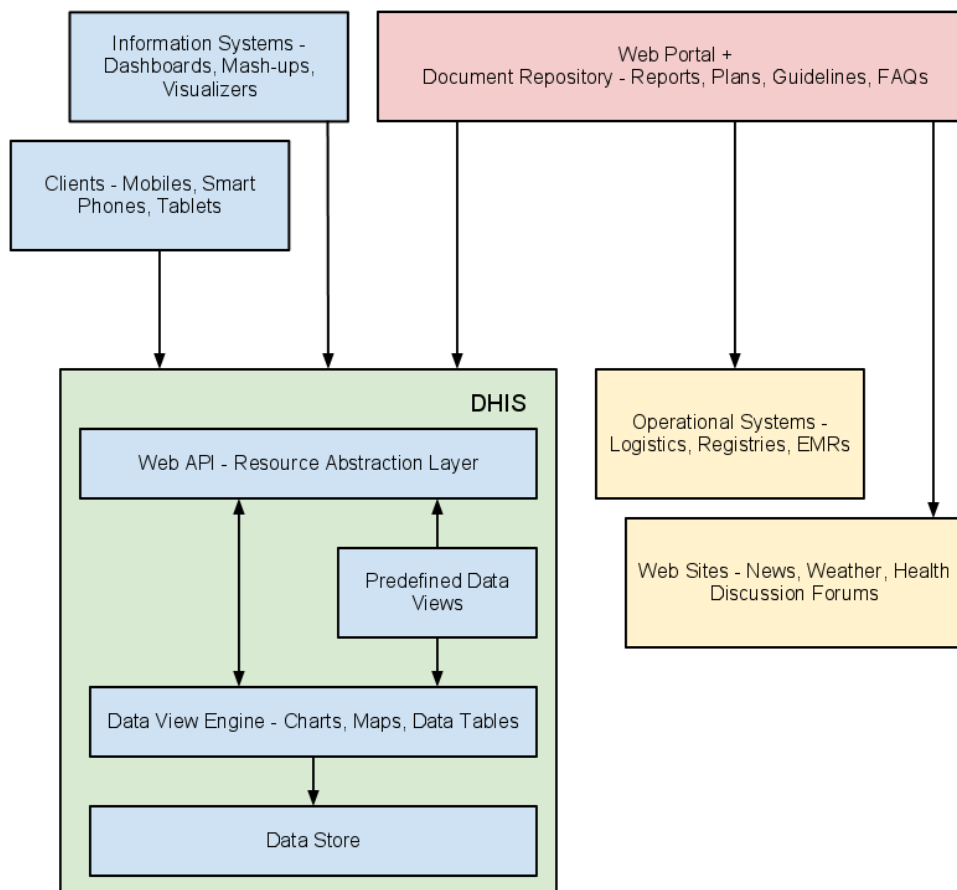 Information Systems -
Dashboards, Mash-ups,
Visualizers
Web Portal +
Document Repository - Reports, Plans, Guidelines, FAQs
Clients - Mobiles, Smart
Phones, Tablets
DHIS
Web API - Resource Abstraction Layer
Predefined Data
Views
Data View Engine - Charts, Maps, Data Tables
Data Store
Operational Systems -
Logistics, Registries, EMRs
Web Sites - News, Weather, Health
Discussion Forums